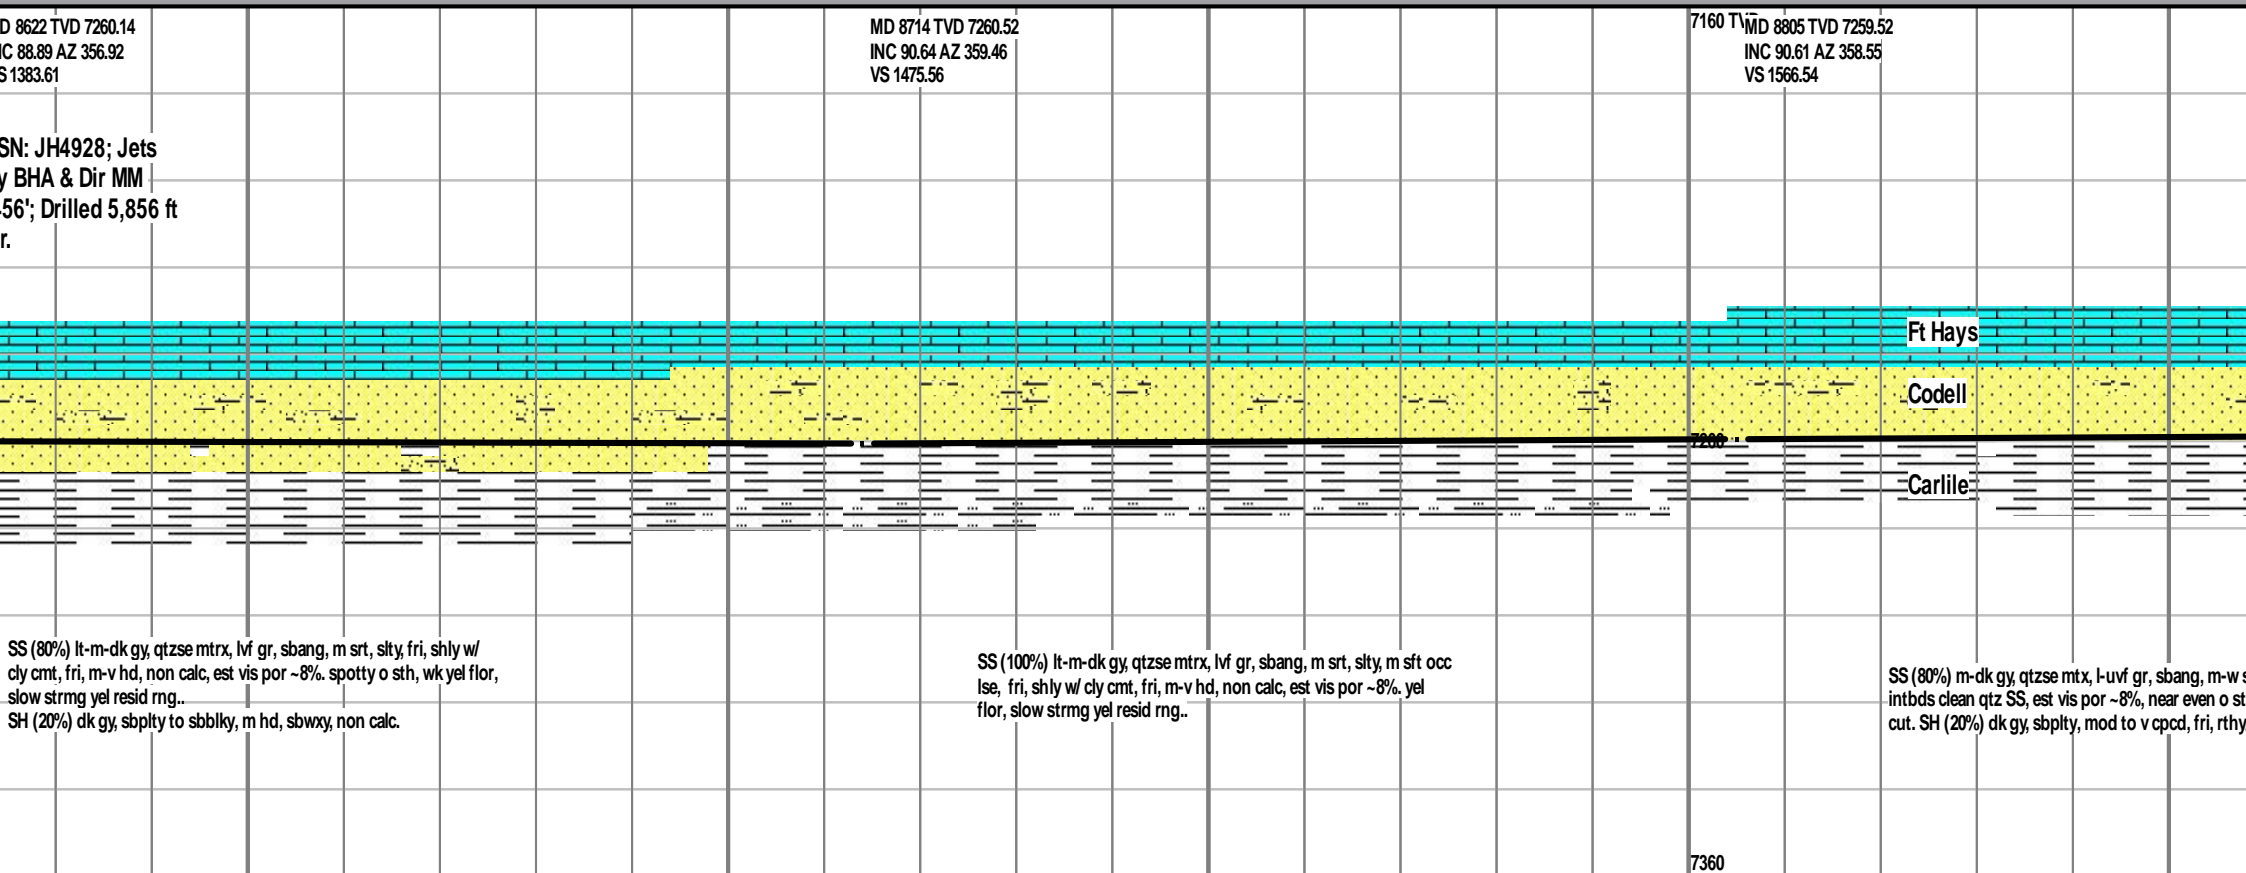 D 8622 TVD 7260.14
C 88.89 AZ 356.92
S 1383.61
MD 8714 TVD 7260.52
INC 90.64 AZ 359.46
VS 1475.56
7160 TV
MD 8805 TVD 7259.52
INC 90.61 AZ 358.55
VS 1566.54
SN: JH4928; Jets
y BHA & Dir MM
56'; Drilled 5,856 ft
r.
Ft Hays
Codell
7260
Carlile
SS (80%) lt-m-dk gy, qtzse mtrx, lvf gr, sbang, m srt, slty, fri, shly w/
cly cmt, fri, m-v hd, non calc, est vis por ~8%. spotty o sth, wk yel flor,
slow strmg yel resid rng..
SH (20%) dk gy, sbplty to sbblky, m hd, sbwxy, non calc.
SS (100%) lt-m-dk gy, qtzse mtrx, lvf gr, sbang, m srt, slty, m sft occ
lse, fri, shly w/ cly cmt, fri, m-v hd, non calc, est vis por ~8%. yel
flor, slow strmg yel resid rng..
SS (80%) m-dk gy, qtzse mtx, l-uvf gr, sbang, m-w s
intbds clean qtz SS, est vis por ~8%, near even o st
cut. SH (20%) dk gy, sbplty, mod to v cpcd, fri, rthy
7360